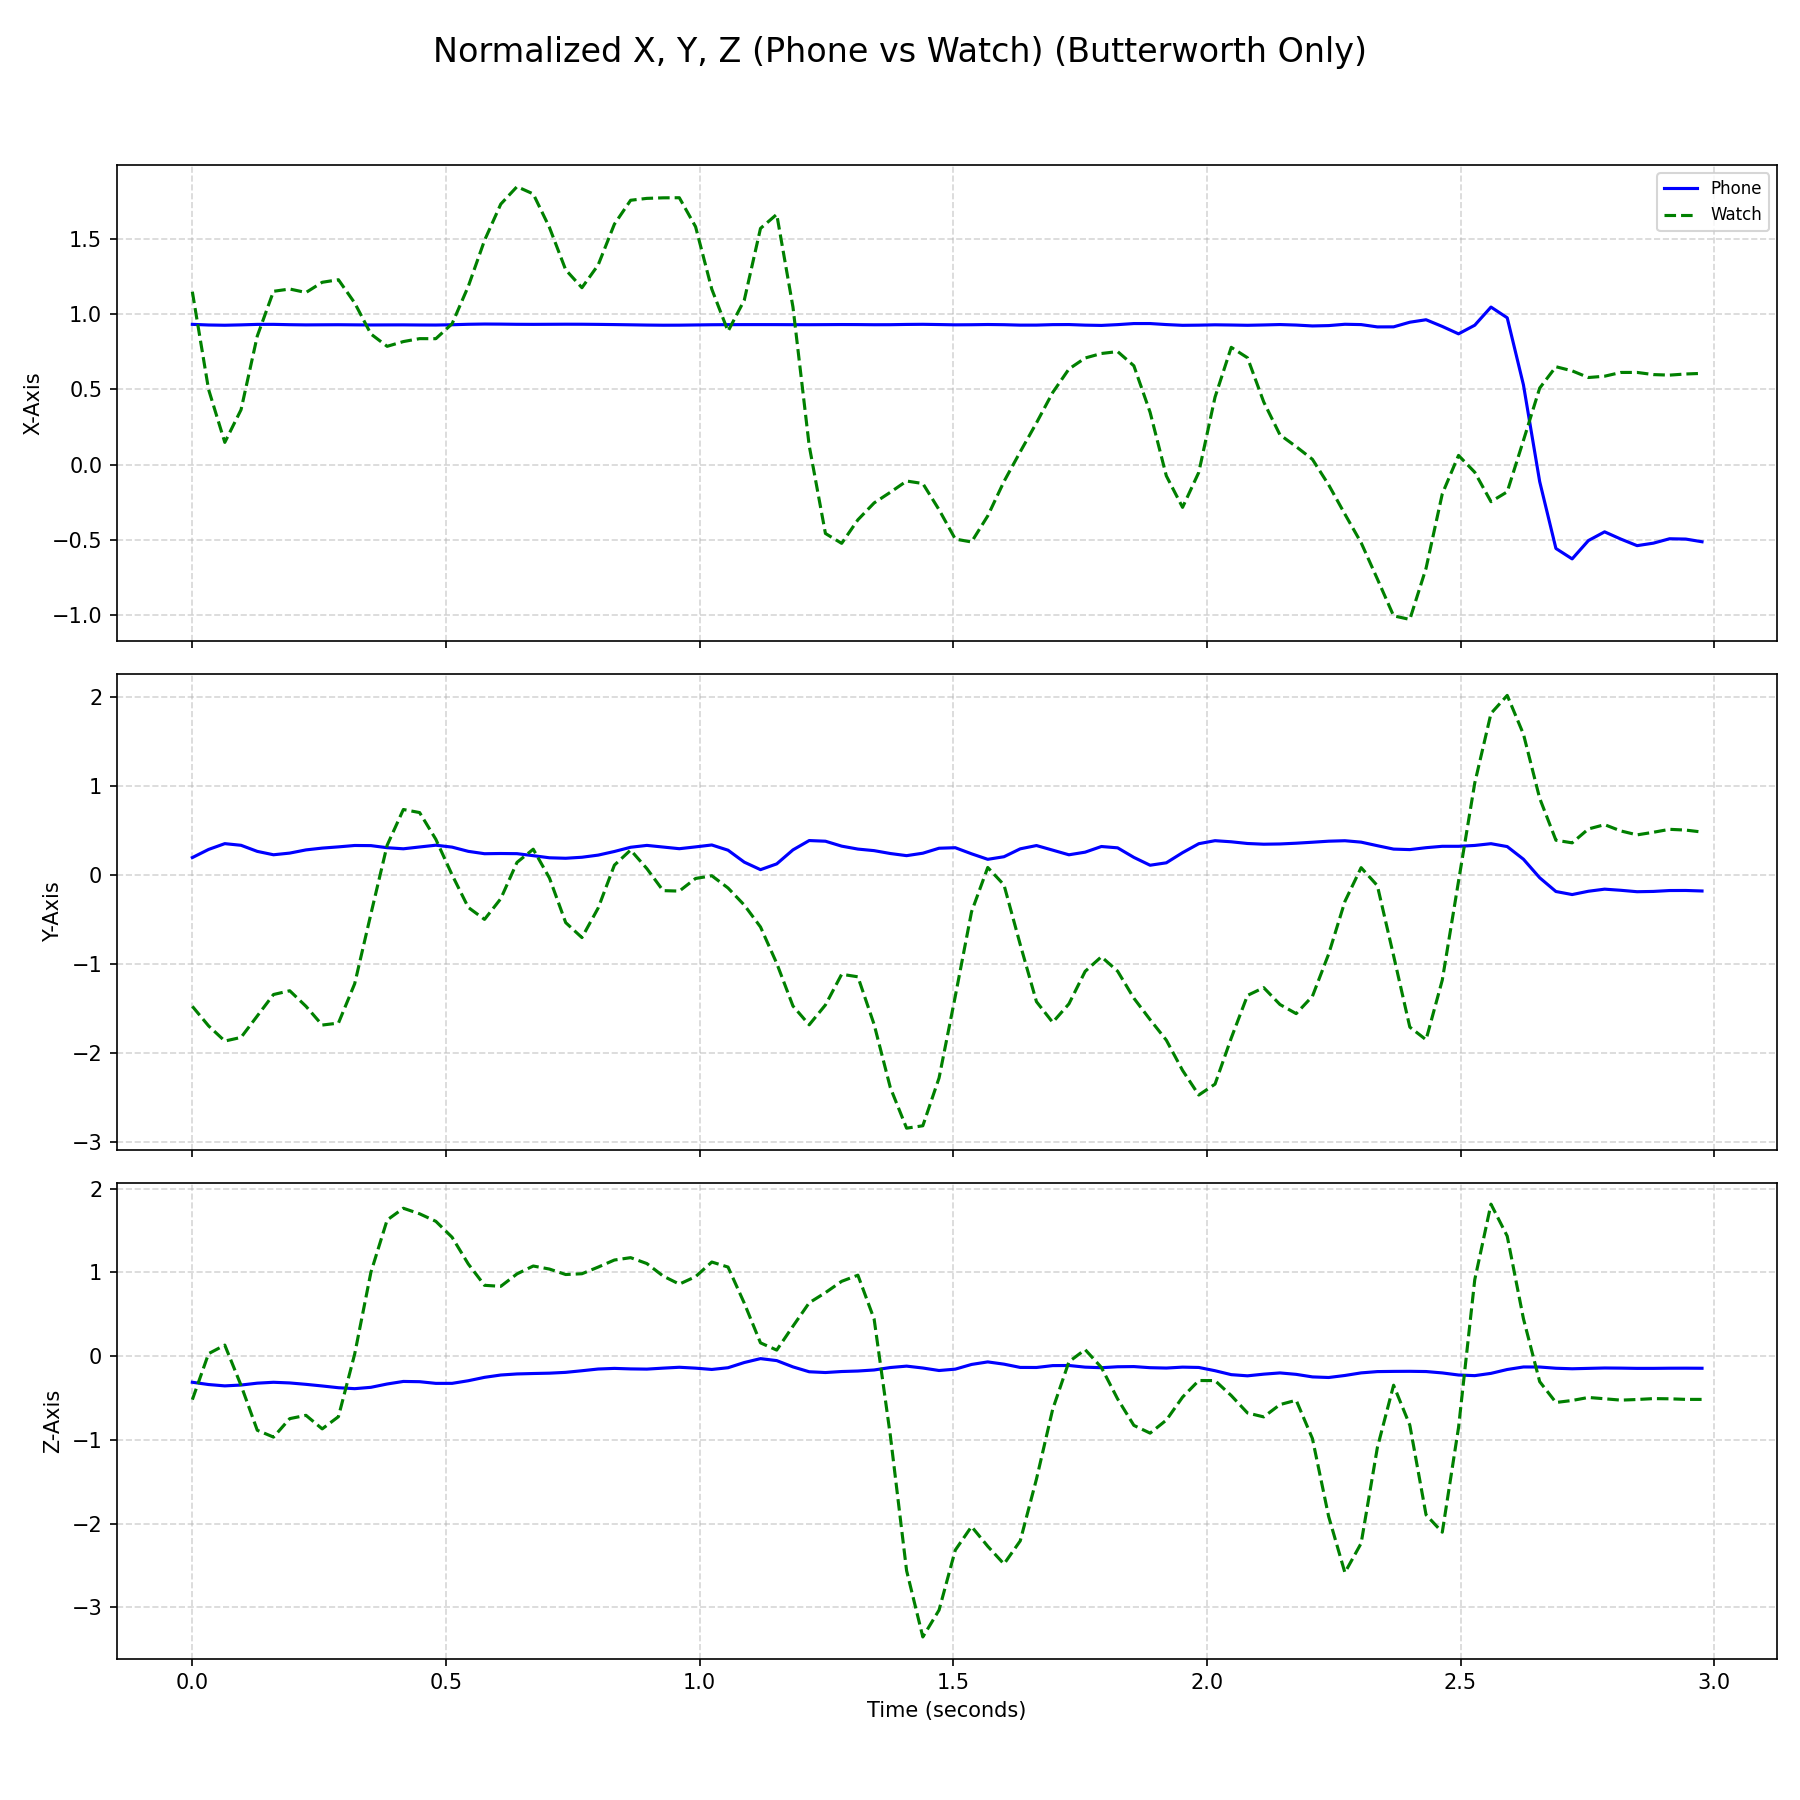 Normalized X, Y, Z (Phone vs Watch) (Butterworth Only)
Phone
Watch
1.5
1.0
0.5
0.0
−0.5
−1.0
X-Axis
2
1
0
−1
−2
−3
Y-Axis
2
1
0
−1
−2
−3
Z-Axis
0.0 0.5 1.0 1.5 2.0 2.5 3.0
Time (seconds)